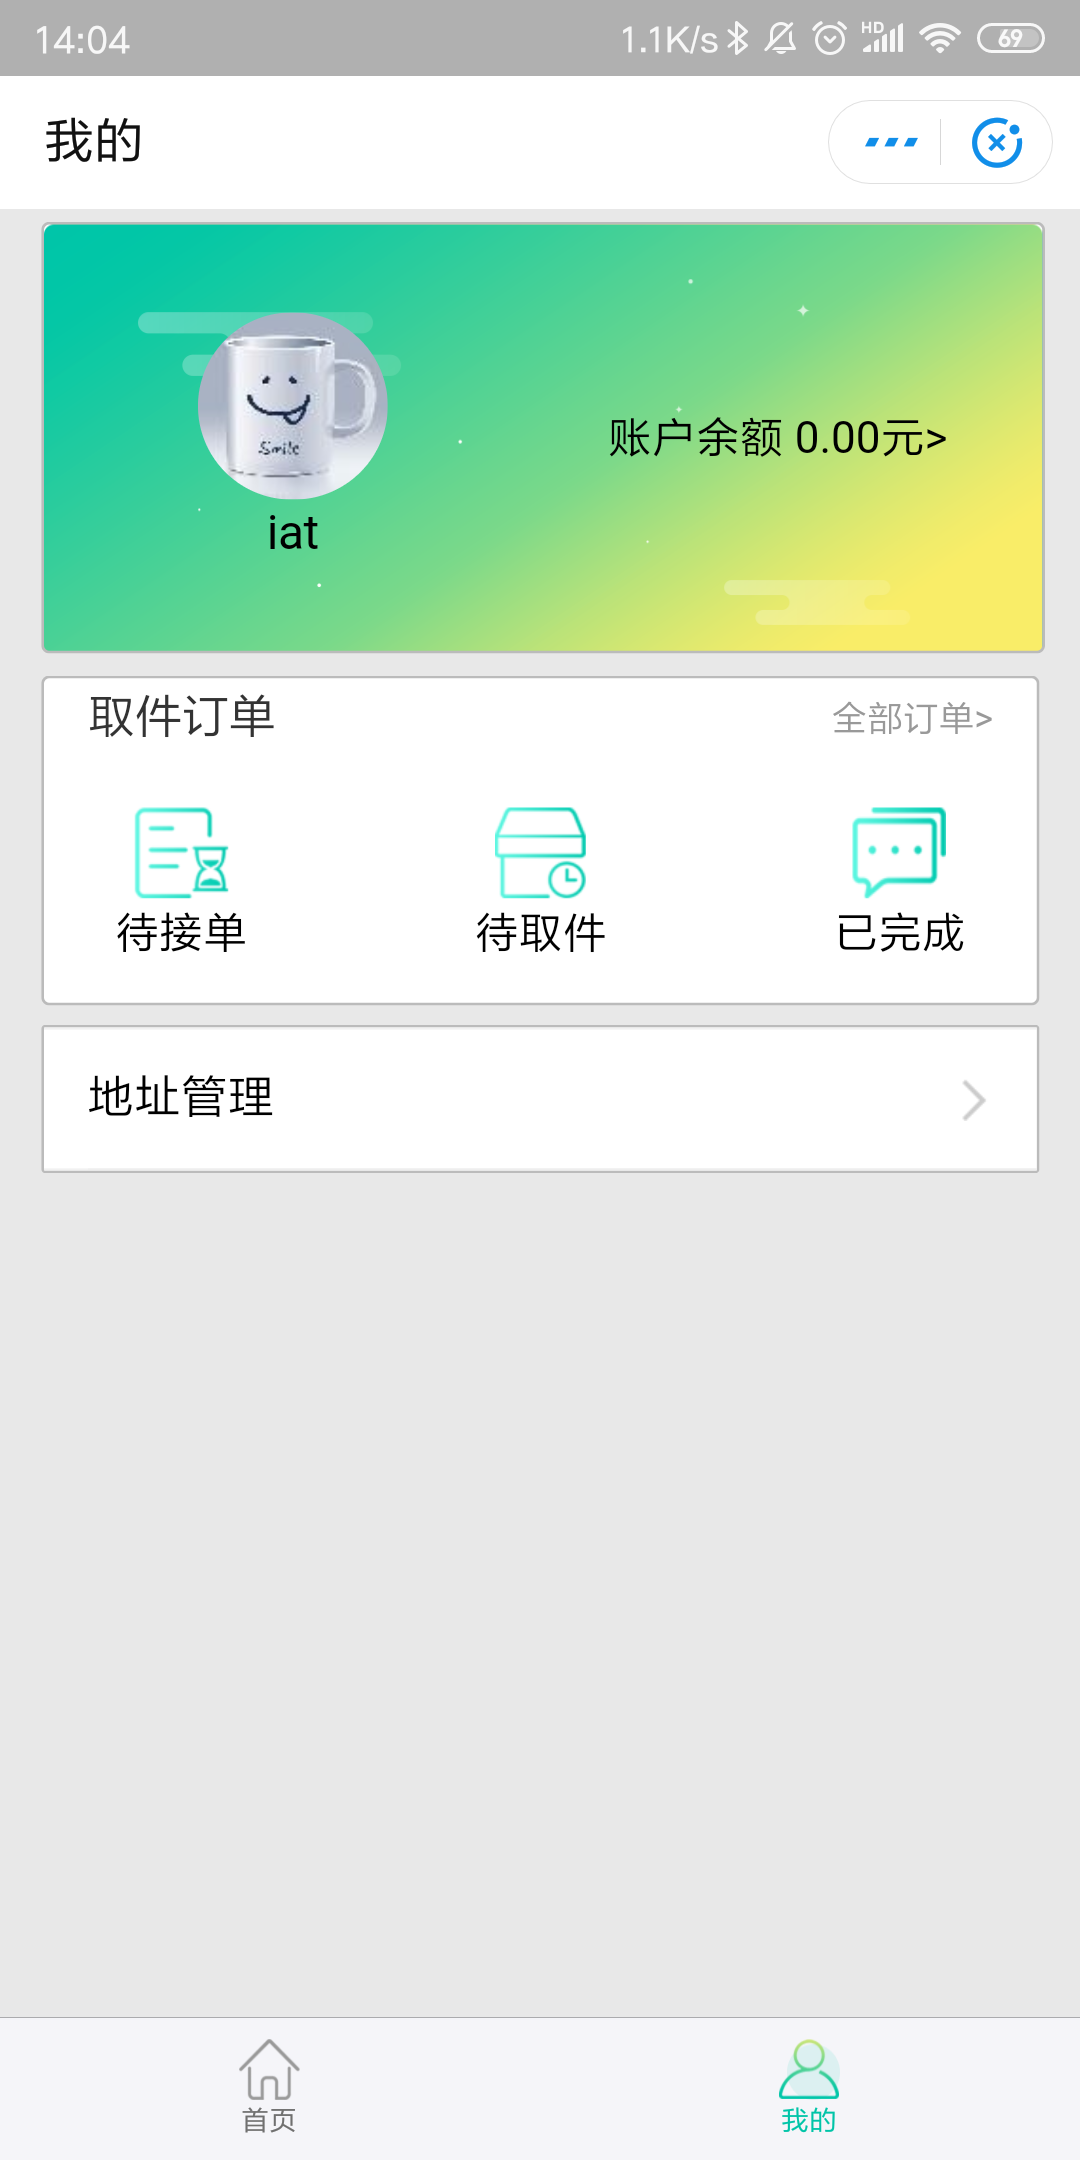 14:04 1.1K/s HD 69
我的
Smile
账户余额 0.00元>
iat
取件订单 全部订单>
待接单 待取件 已完成
地址管理
首页 我的